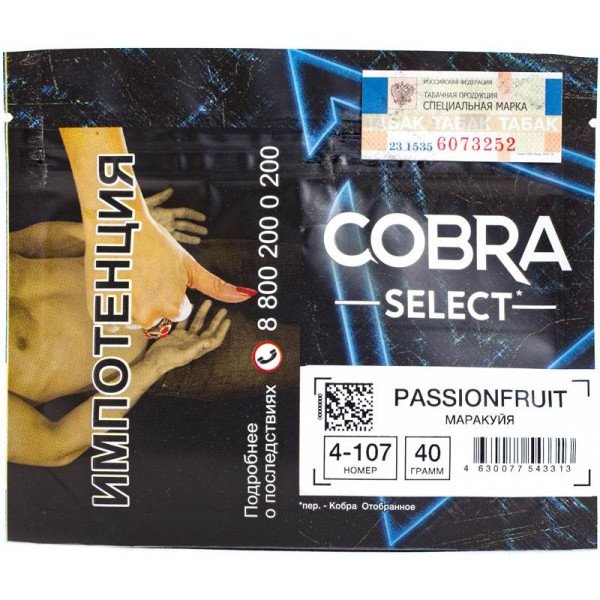 РОССИЙСКАЯ ФЕДЕРАЦИЯ
ТАБАЧНАЯ ПРОДУКЦИЯ
СПЕЦИАЛЬНАЯ МАРКА
ТАБАК ТАБАК ТАБАК
23 1535 6073252
ИМПОТЕНЦИЯ
Подробнее
о последствиях 8 800 200 0 200
COBRA
SELECT*
PASSIONFRUIT
МАРАКУЙЯ
4-107
НОМЕР
40
ГРАММ
4 630077 543313
*пер. - Кобра Отобранное